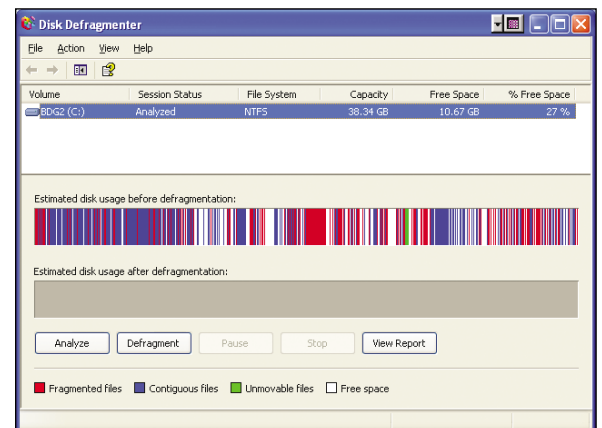 Disk Defragmenter
File Action View Help
Volume Session Status File System Capacity Free Space % Free Space
BDG2 (C:) Analyzed NTFS 38.34 GB 10.67 GB 27 %
Estimated disk usage before defragmentation:
Estimated disk usage after defragmentation:
Analyze Defragment Pause Stop View Report
Fragmented files Contiguous files Unmovable files Free space